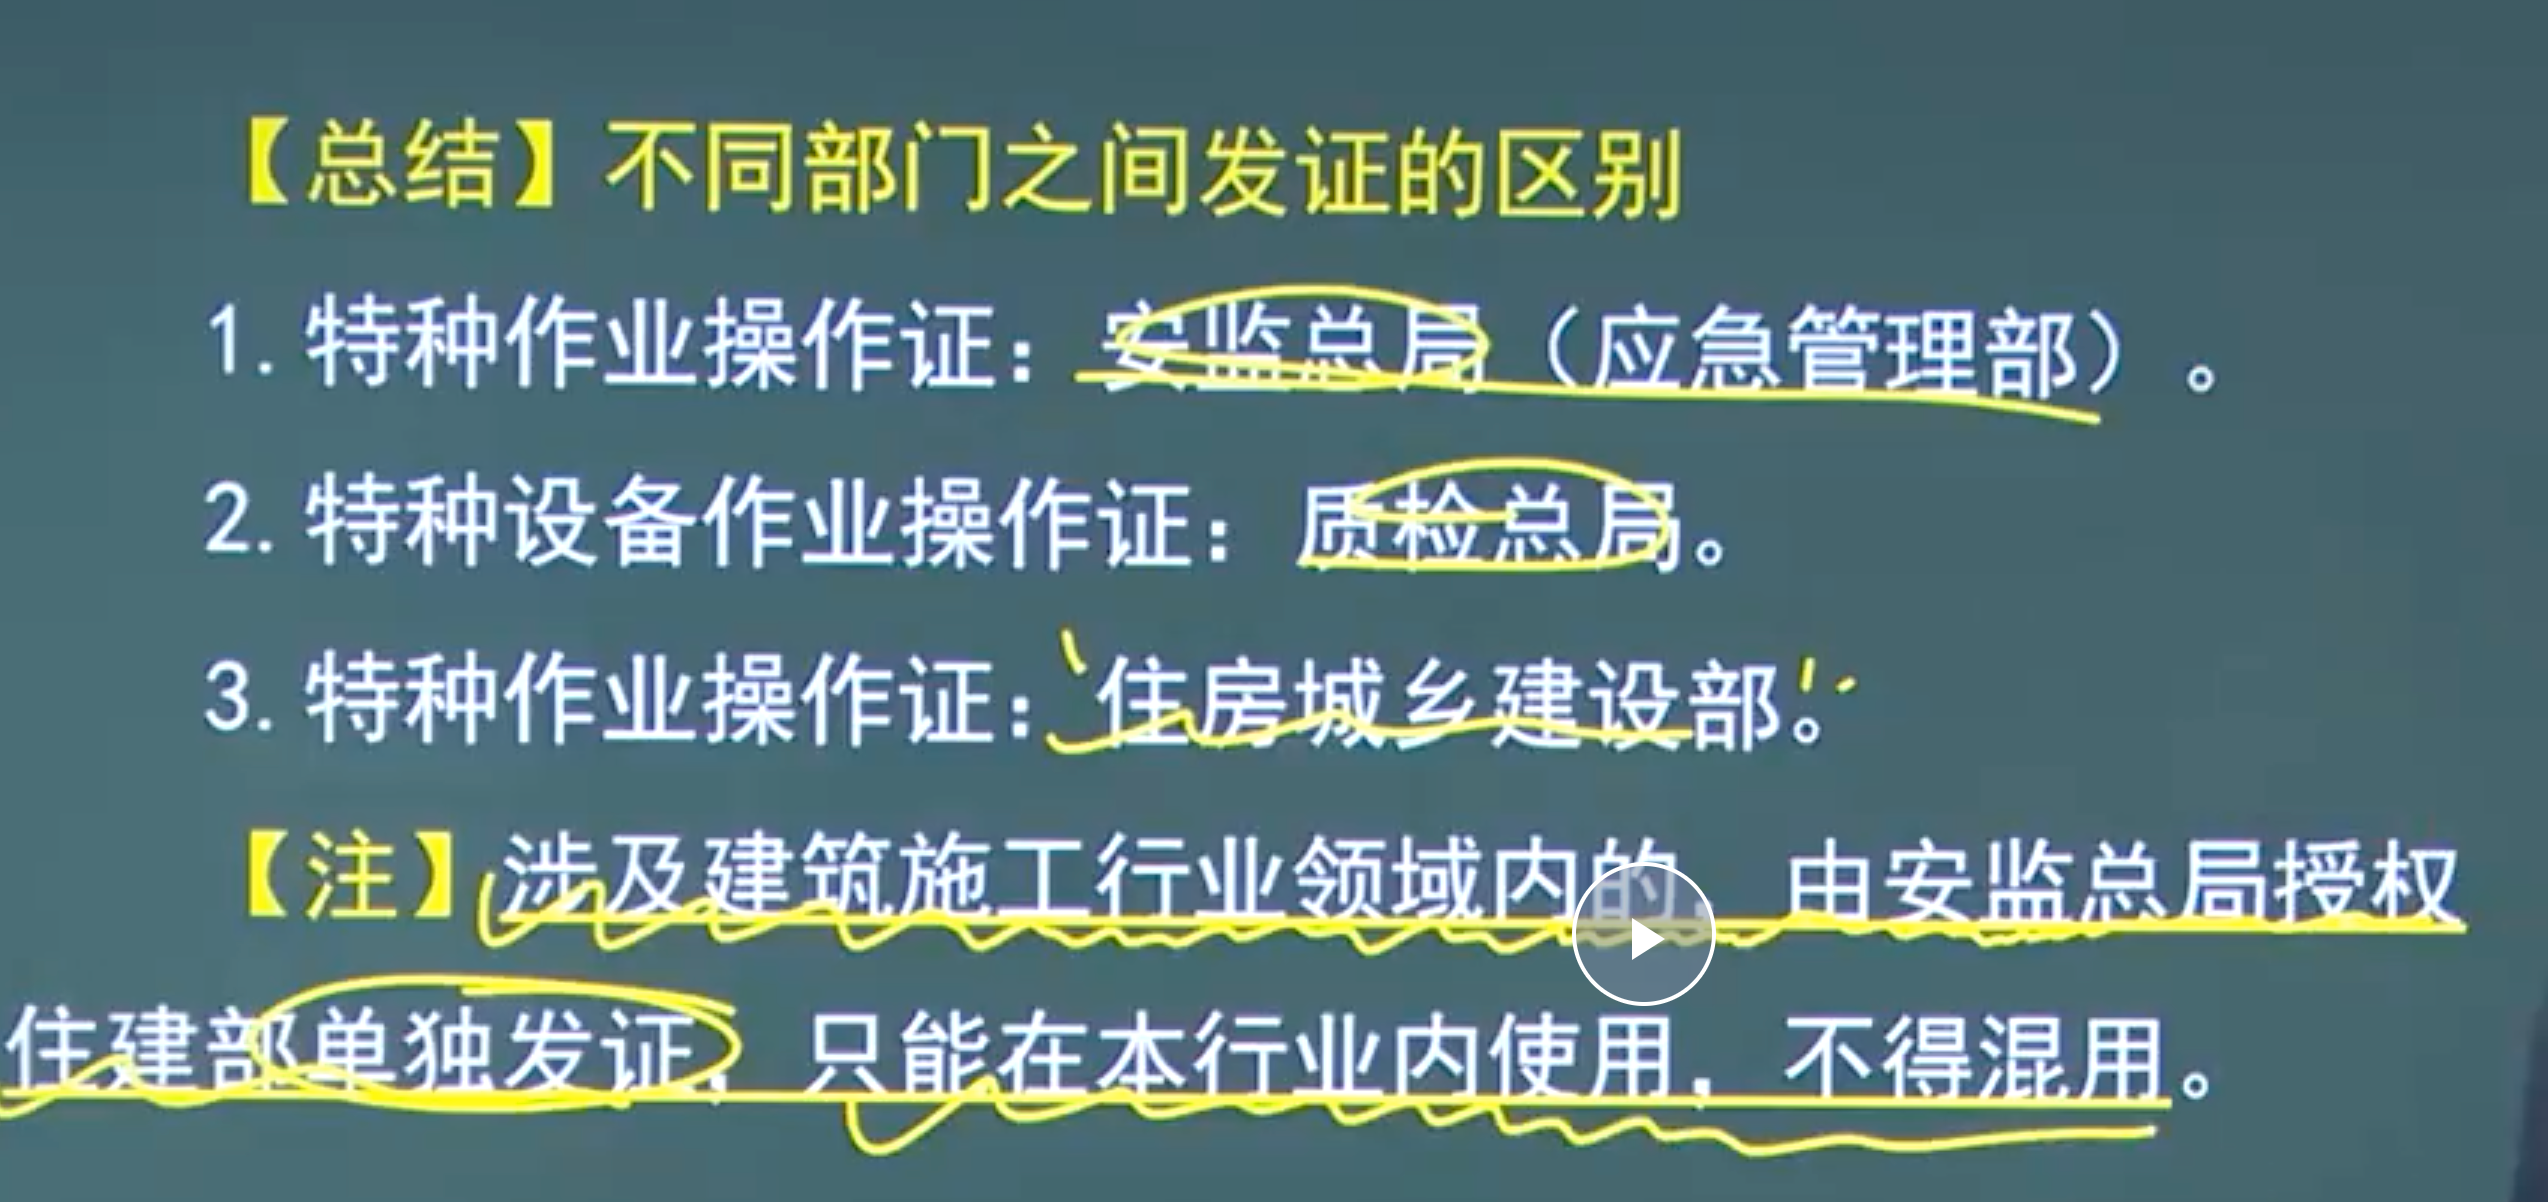 【总结】不同部门之间发证的区别
1.特种作业操作证：安监总局（应急管理部）。
2.特种设备作业操作证：质检总局。
3.特种作业操作证：住房城乡建设部。
【注】涉及建筑施工行业领域内的，由安监总局授权
住建部单独发证，只能在本行业内使用，不得混用。